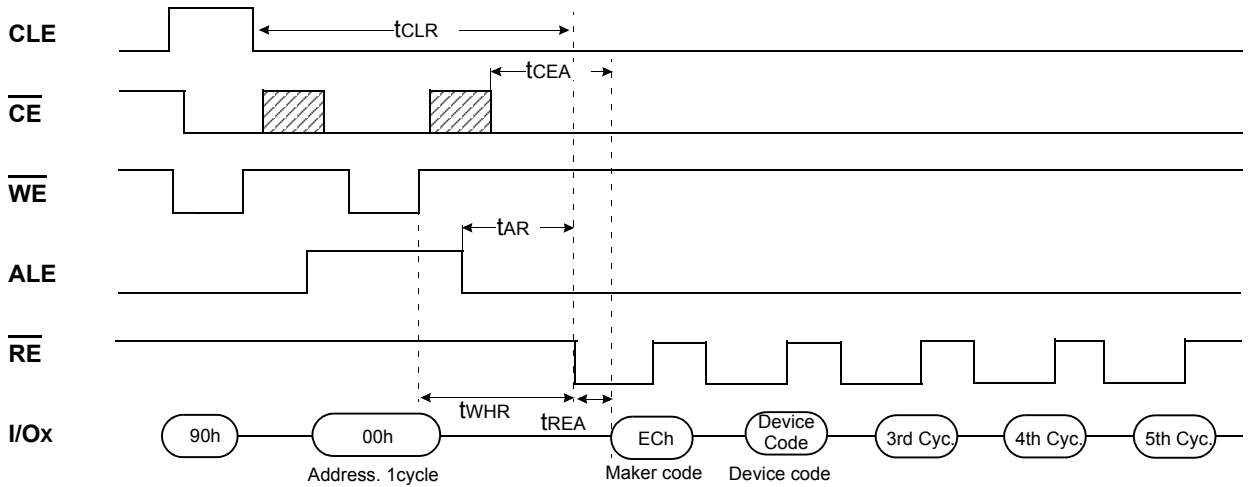 CLE
tCLR
tCEA
CE
WE
tAR
ALE
RE
tWHR
tREA
I/Ox
90h
00h
ECh
Device
Code
3rd Cyc.
4th Cyc.
5th Cyc.
Address. 1cycle
Maker code
Device code